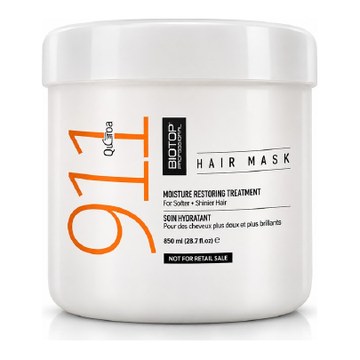 911
Quinoa
BIOTOP
PROFESSIONAL
HAIR MASK
MOISTURE RESTORING TREATMENT
For Softer + Shinier Hair
SOIN HYDRATANT
Pour des cheveux plus doux et plus brillants
850 ml (28.7 fl.oz) ℮
NOT FOR RETAIL SALE